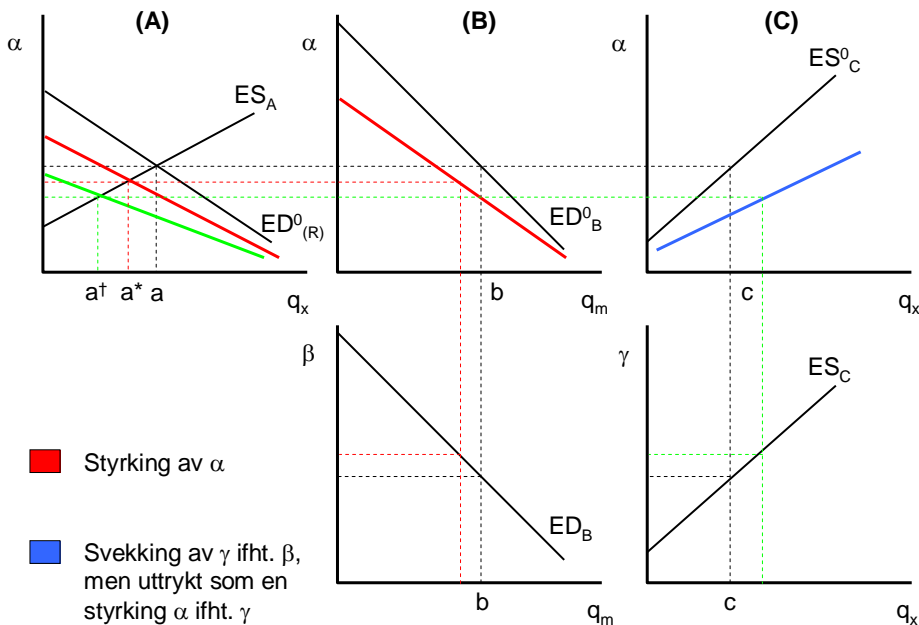 (A)
(B)
(C)
α
ES_A
ED⁰_(R)
a†
a*
a
q_x
α
ED⁰_B
b
q_m
α
ES⁰_C
c
q_x
β
ED_B
b
q_m
γ
ES_C
c
q_x
Styrking av α
Svekking av γ ifht. β,
men uttrykt som en
styrking α ifht. γ